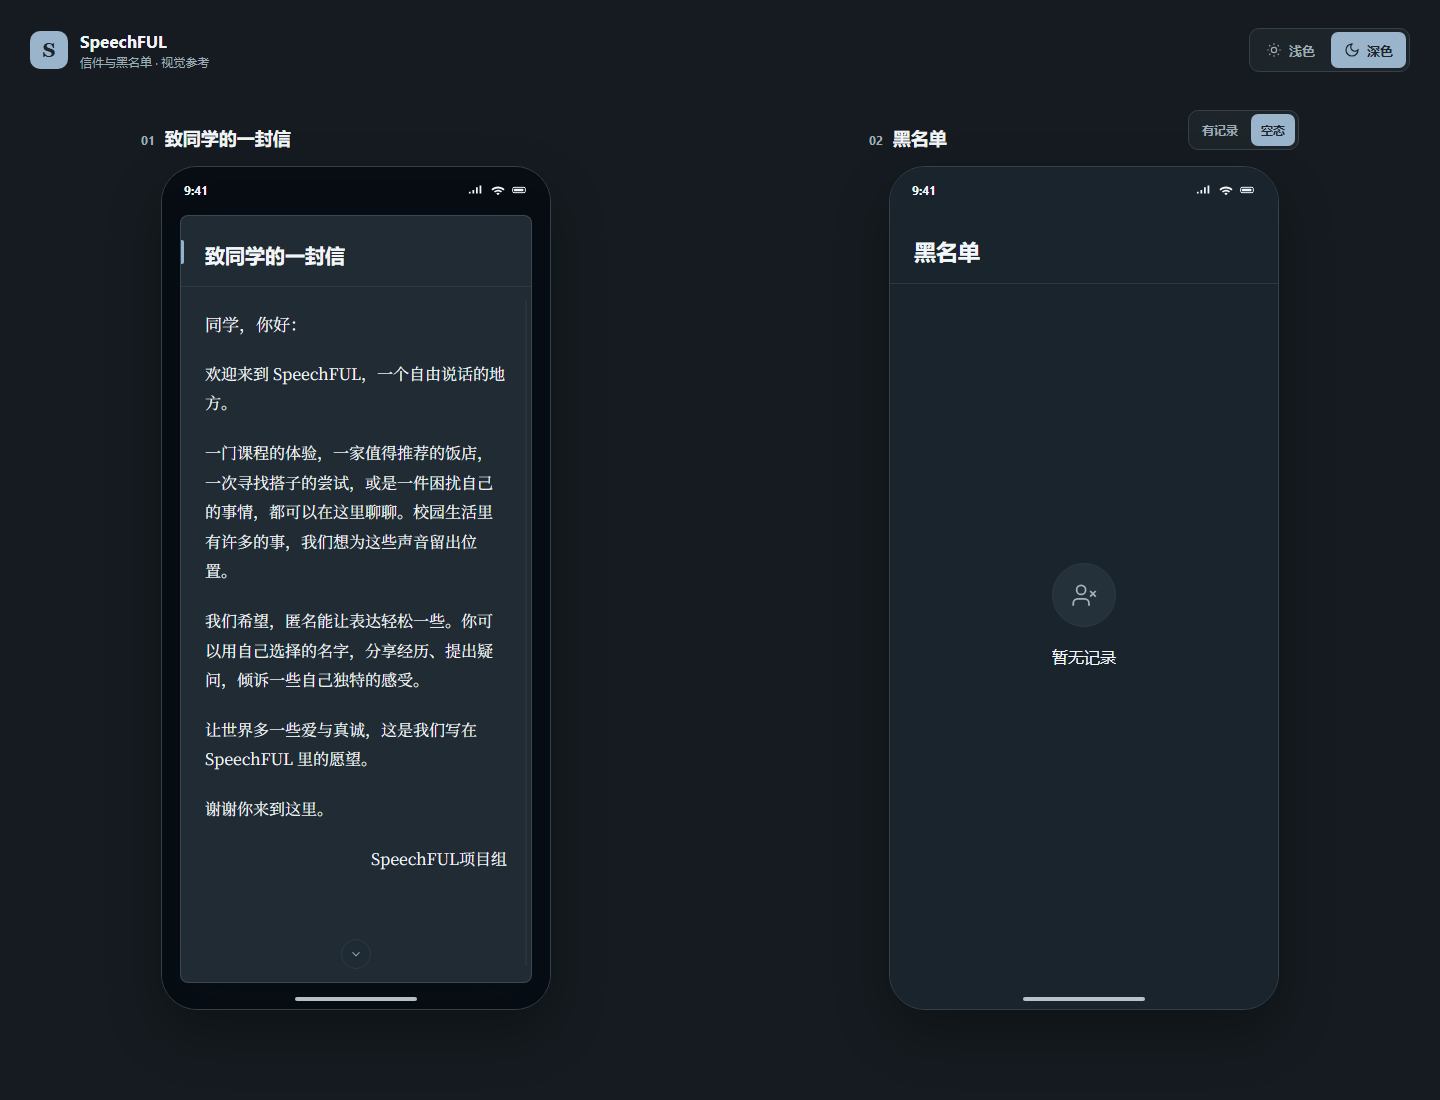 S
SpeechFUL
信件与黑名单 · 视觉参考
浅色
深色
01 致同学的一封信
9:41
致同学的一封信
同学，你好：
欢迎来到 SpeechFUL，一个自由说话的地
方。
一门课程的体验，一家值得推荐的饭店，
一次寻找搭子的尝试，或是一件困扰自己
的事情，都可以在这里聊聊。校园生活里
有许多的事，我们想为这些声音留出位
置。
我们希望，匿名能让表达轻松一些。你可
以用自己选择的名字，分享经历、提出疑
问，倾诉一些自己独特的感受。
让世界多一些爱与真诚，这是我们写在
SpeechFUL 里的愿望。
谢谢你来到这里。
SpeechFUL项目组
02 黑名单
有记录
空态
9:41
黑名单
暂无记录